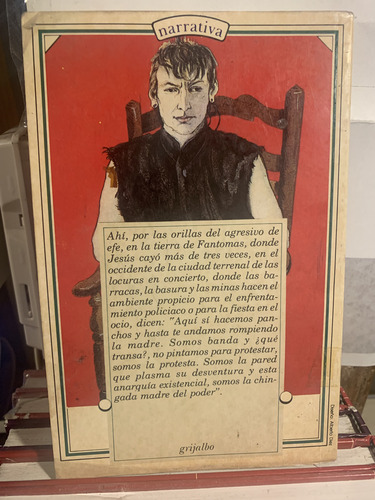 narrativa
Ahí, por las orillas del agresivo de
efe, en la tierra de Fantomas, donde
Jesús cayó más de tres veces, en el
occidente de la ciudad terrenal de las
locuras en concierto, donde las ba-
rracas, la basura y las minas hacen el
ambiente propicio para el enfrenta-
miento policiaco o para la fiesta en el
ocio, dicen: "Aquí sí hacemos pan-
chos y hasta te andamos rompiendo
la madre. Somos banda y ¿qué
transa?, no pintamos para protestar,
somos la protesta. Somos la pared
que plasma su desventura y esta
anarquía existencial, somos la chin-
gada madre del poder".
grijalbo
Diseño: Alberto Diez